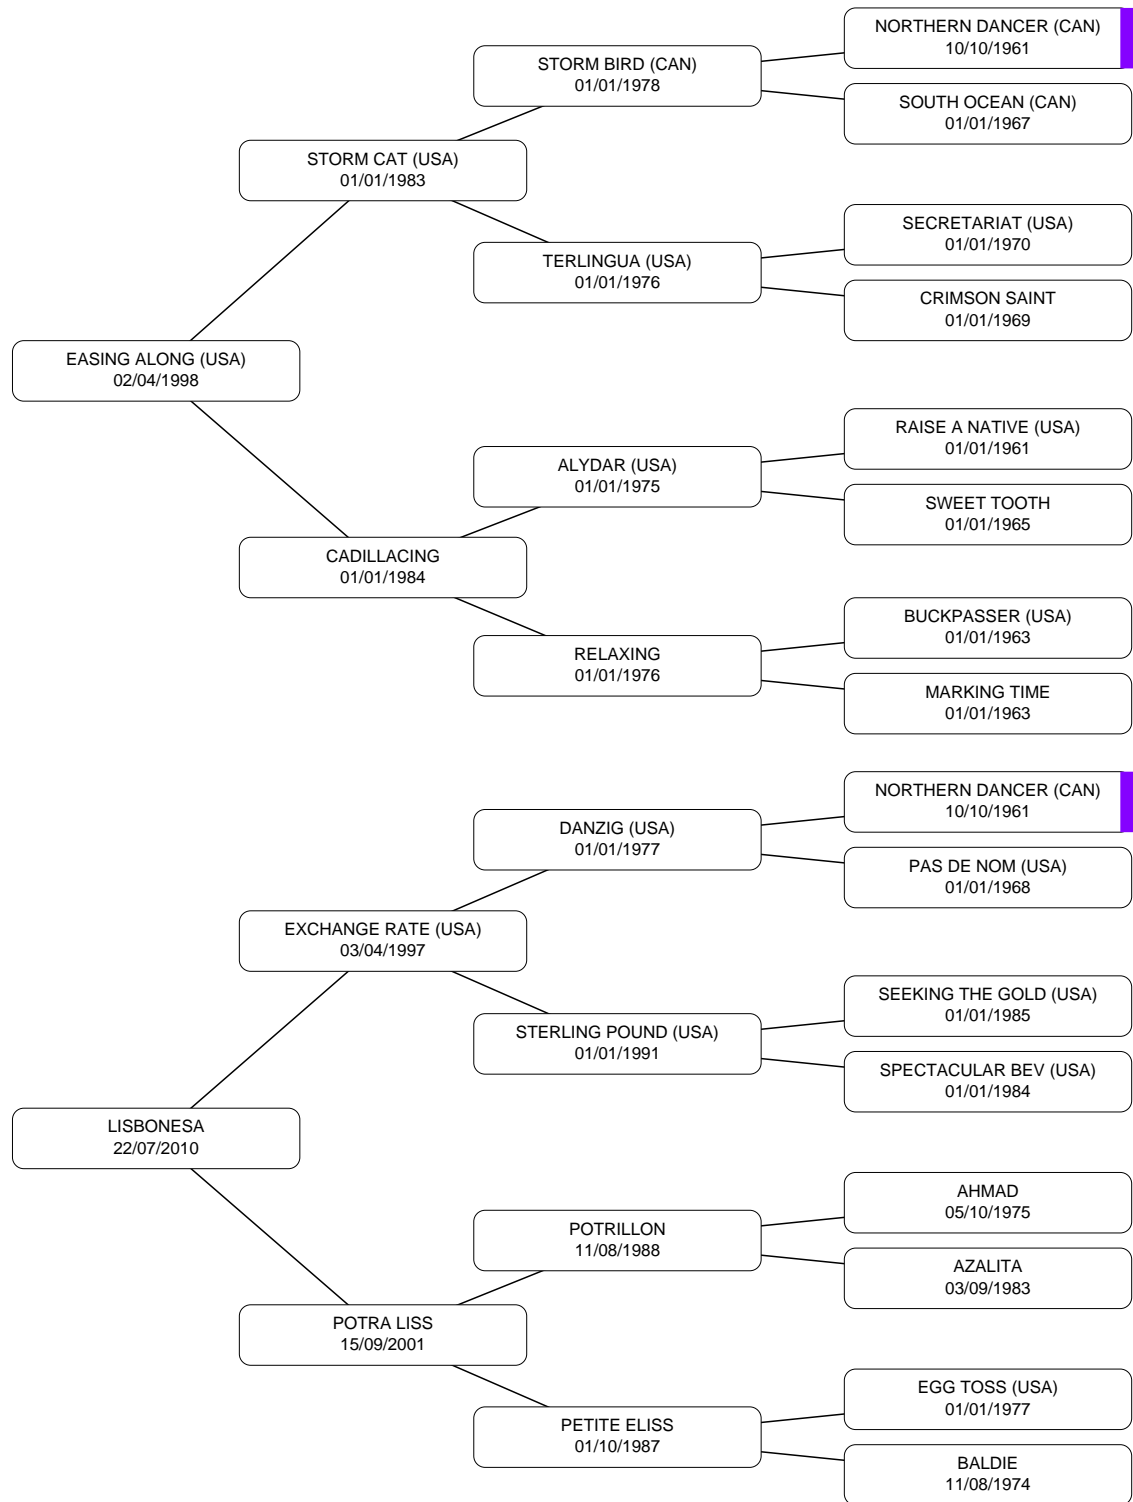 NORTHERN DANCER (CAN)
10/10/1961
STORM BIRD (CAN)
01/01/1978
SOUTH OCEAN (CAN)
01/01/1967
STORM CAT (USA)
01/01/1983
SECRETARIAT (USA)
01/01/1970
TERLINGUA (USA)
01/01/1976
CRIMSON SAINT
01/01/1969
EASING ALONG (USA)
02/04/1998
RAISE A NATIVE (USA)
01/01/1961
ALYDAR (USA)
01/01/1975
SWEET TOOTH
01/01/1965
CADILLACING
01/01/1984
BUCKPASSER (USA)
01/01/1963
RELAXING
01/01/1976
MARKING TIME
01/01/1963
NORTHERN DANCER (CAN)
10/10/1961
DANZIG (USA)
01/01/1977
PAS DE NOM (USA)
01/01/1968
EXCHANGE RATE (USA)
03/04/1997
SEEKING THE GOLD (USA)
01/01/1985
STERLING POUND (USA)
01/01/1991
SPECTACULAR BEV (USA)
01/01/1984
LISBONESA
22/07/2010
AHMAD
05/10/1975
POTRILLON
11/08/1988
AZALITA
03/09/1983
POTRA LISS
15/09/2001
EGG TOSS (USA)
01/01/1977
PETITE ELISS
01/10/1987
BALDIE
11/08/1974